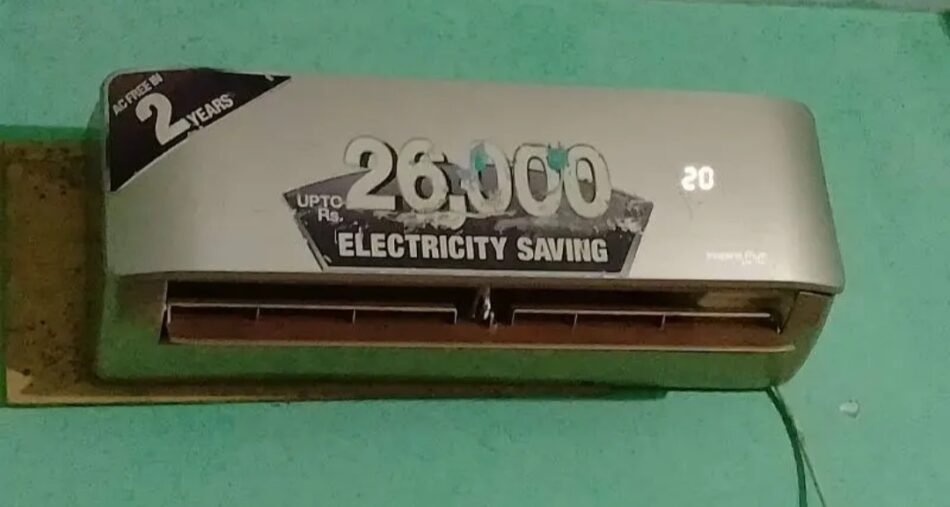 AC FREE IN
2 YEARS
26,000
UPTO
Rs.
ELECTRICITY SAVING
20